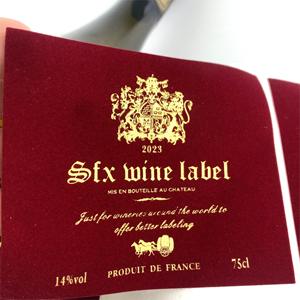 2023
Sfx wine label
MIS EN BOUTEILLE AU CHATEAU
Just for wineries around the world to
offer better labeling
14%vol
PRODUIT DE FRANCE
75cl